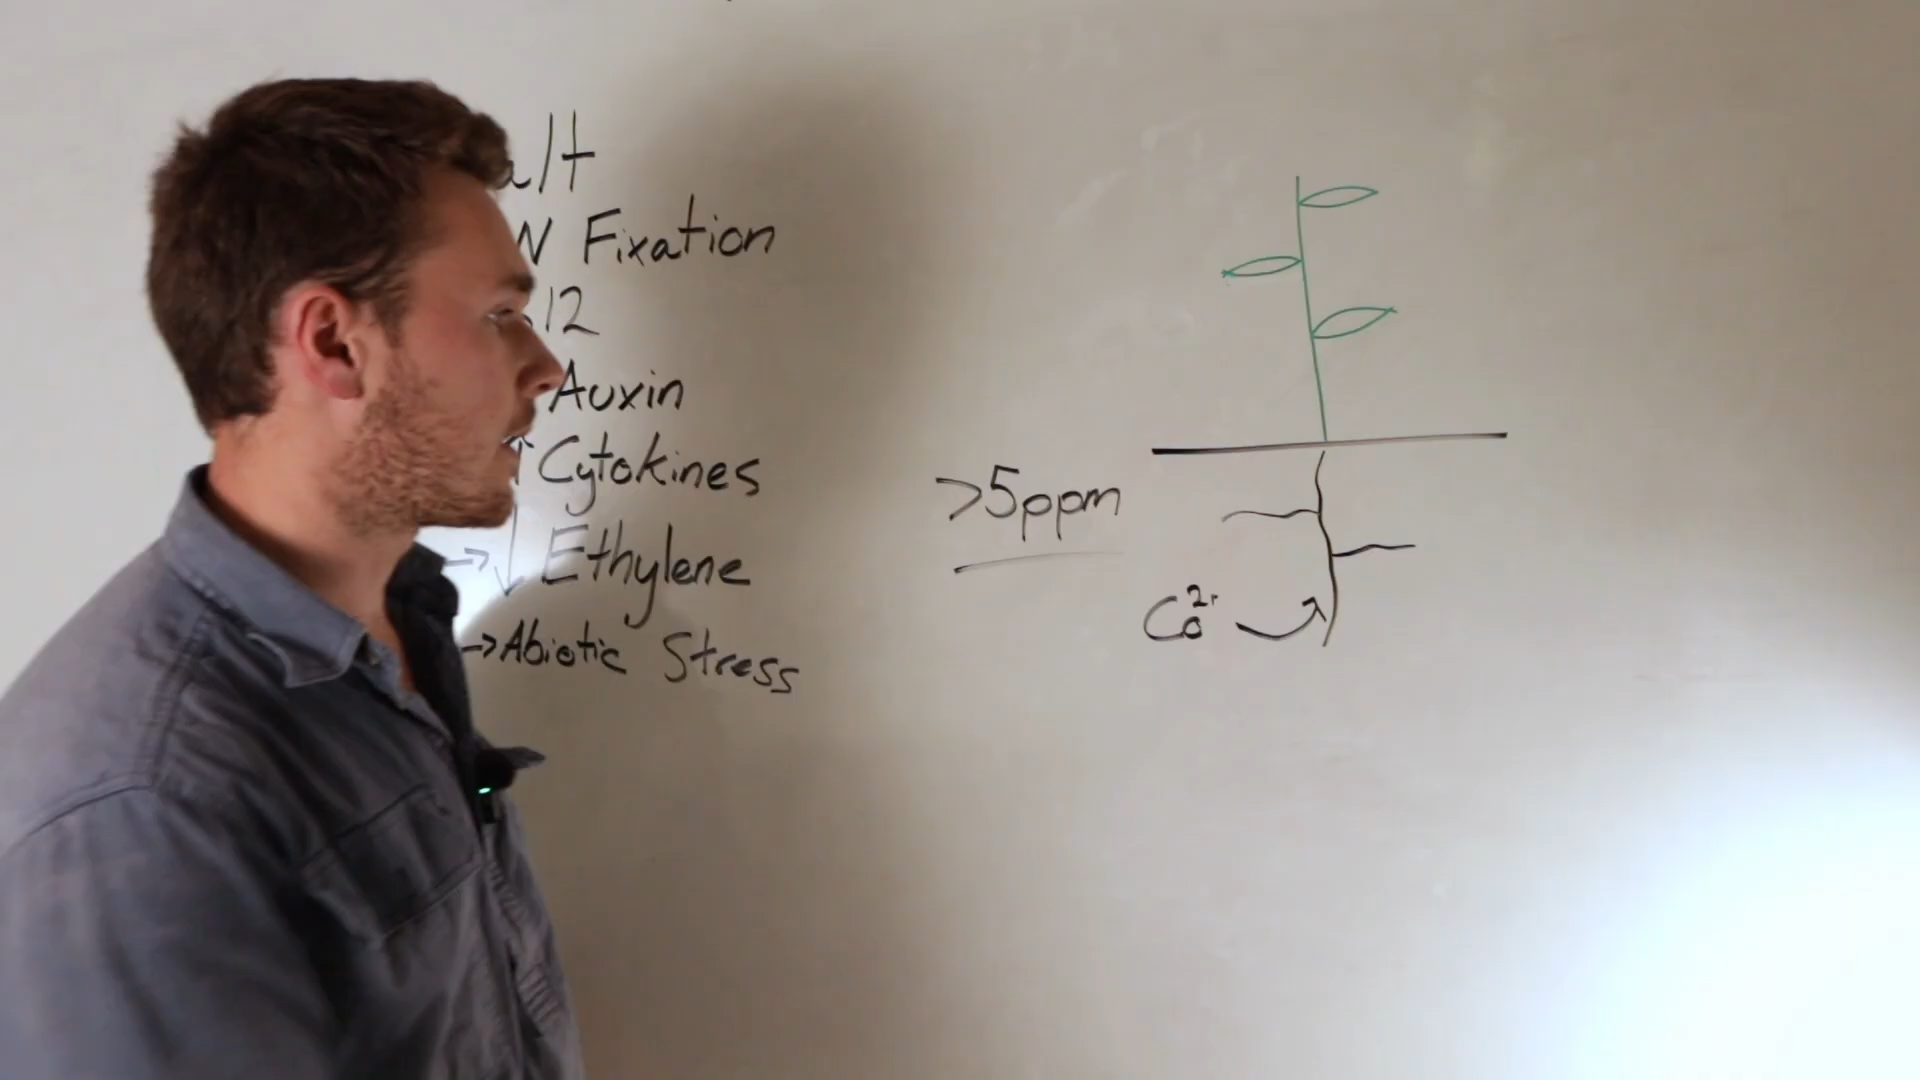 alt
N Fixation
12
Auxin
↑ Cytokines
→ ↓ Ethylene
→ Abiotic Stress
>5ppm
Co²⁺